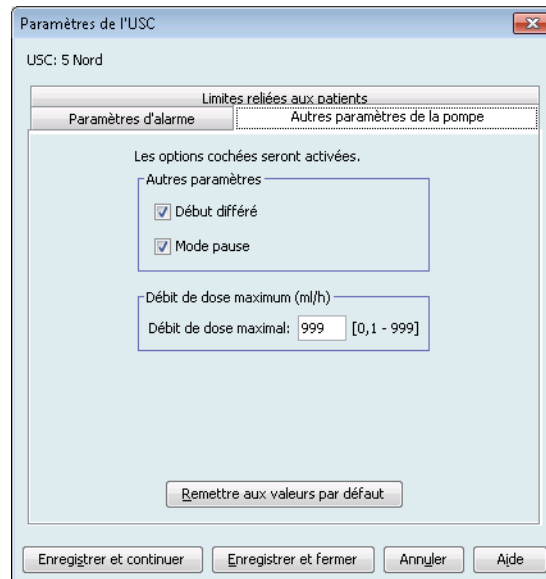 Paramètres de l'USC
USC: 5 Nord
Limites reliées aux patients
Paramètres d'alarme
Autres paramètres de la pompe
Les options cochées seront activées.
Autres paramètres
Début différé
Mode pause
Débit de dose maximum (ml/h)
Débit de dose maximal: 999 [0,1 - 999]
Remettre aux valeurs par défaut
Enregistrer et continuer Enregistrer et fermer Annuler Aide